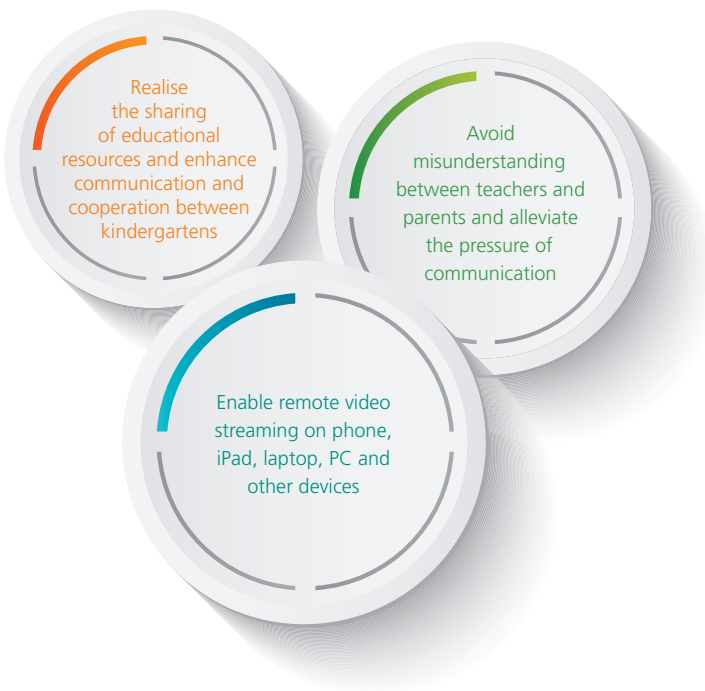 Realise
the sharing
of educational
resources and enhance
communication and
cooperation between
kindergartens
Avoid
misunderstanding
between teachers and
parents and alleviate
the pressure of
communication
Enable remote video
streaming on phone,
iPad, laptop, PC and
other devices